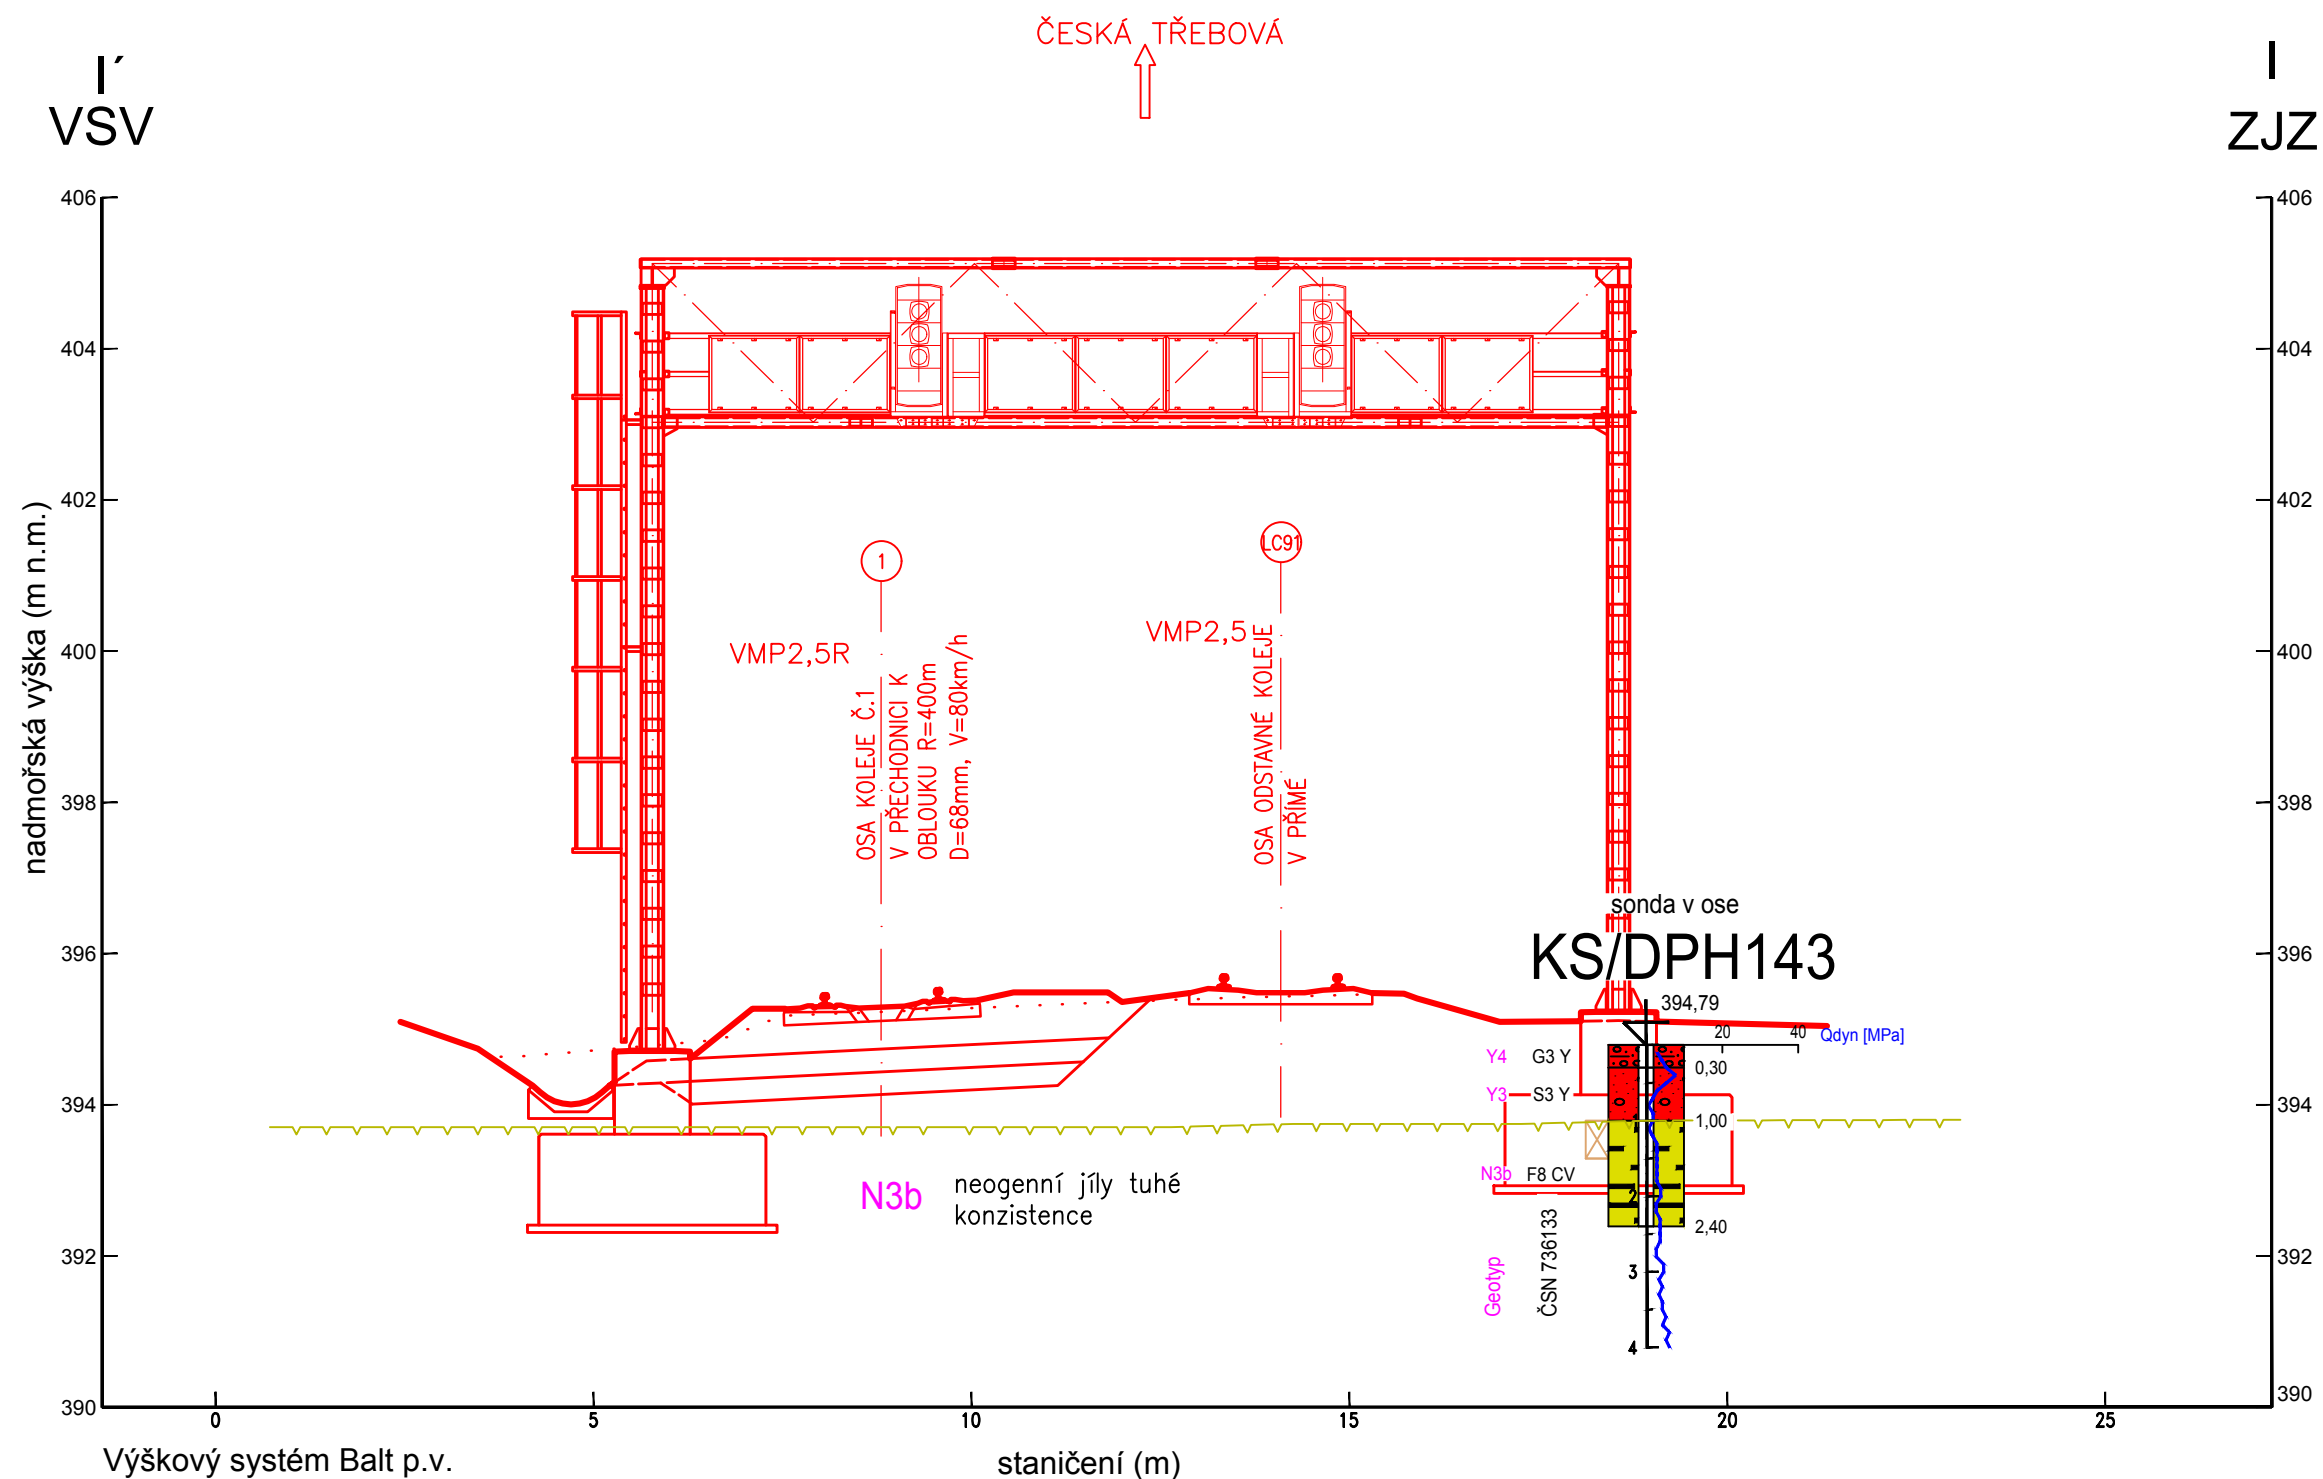 ČESKÁ TŘEBOVÁ
I´
I
VSV
ZJZ
406
406
404
404
402
402
LC91
1
VMP2,5
VMP2,5R
400
400
nadmořská výška (m n.m.)
OSA KOLEJE Č.1
V PŘECHODNICI K
OBLOUKU R=400m
D=68mm, V=80km/h
OSA ODSTAVNÉ KOLEJE
V PŘÍMÉ
398
398
sonda v ose
KS/DPH143
396
396
394,79
20
40
Qdyn [MPa]
Y4
G3 Y
0,30
Y3
S3 Y
394
394
1,00
N3b
neogenní jíly tuhé
konzistence
N3b
F8 CV
2
2,40
392
392
Geotyp
ČSN 736133
3
4
390
390
0
5
10
15
20
25
Výškový systém Balt p.v.
staničení (m)